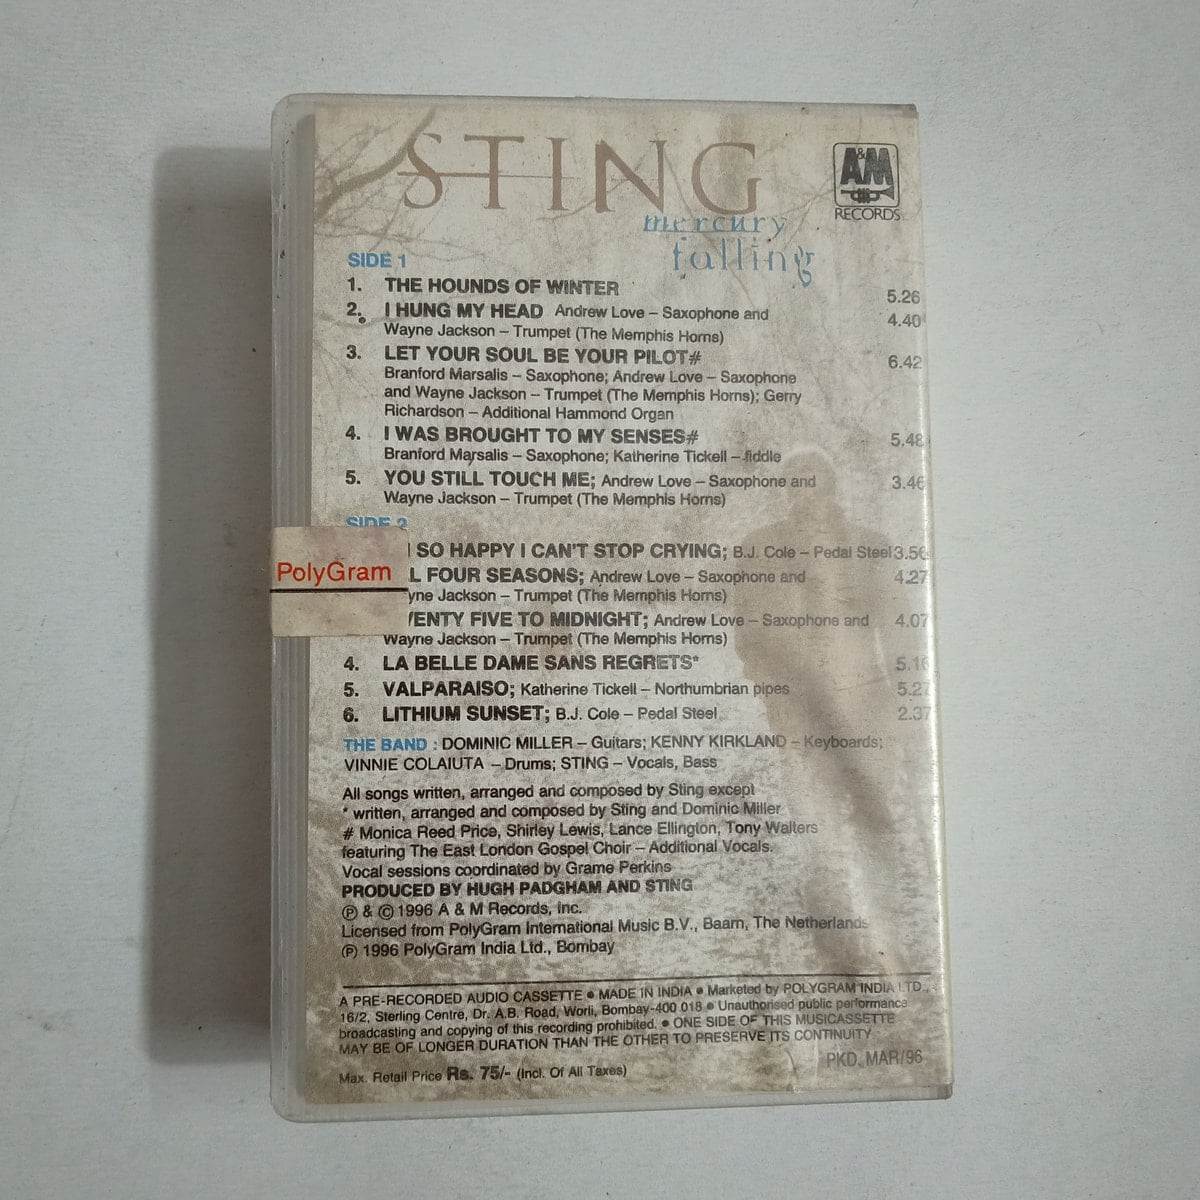 STING
mercury
falling
A&M
RECORDS
SIDE 1
1. THE HOUNDS OF WINTER 5.26
2. I HUNG MY HEAD Andrew Love – Saxophone and 4.40
Wayne Jackson – Trumpet (The Memphis Horns)
3. LET YOUR SOUL BE YOUR PILOT# 6.42
Branford Marsalis – Saxophone; Andrew Love – Saxophone
and Wayne Jackson – Trumpet (The Memphis Horns); Gerry
Richardson – Additional Hammond Organ
4. I WAS BROUGHT TO MY SENSES# 5.48
Branford Marsalis – Saxophone; Katherine Tickell – fiddle
5. YOU STILL TOUCH ME; Andrew Love – Saxophone and 3.46
Wayne Jackson – Trumpet (The Memphis Horns)
SIDE 2
SO HAPPY I CAN'T STOP CRYING; B.J. Cole – Pedal Steel 3.56
PolyGram
L FOUR SEASONS; Andrew Love – Saxophone and 4.27
yne Jackson – Trumpet (The Memphis Horns)
ENTY FIVE TO MIDNIGHT; Andrew Love – Saxophone and 4.07
Wayne Jackson – Trumpet (The Memphis Horns)
4. LA BELLE DAME SANS REGRETS* 5.16
5. VALPARAISO; Katherine Tickell – Northumbrian pipes 5.27
6. LITHIUM SUNSET; B.J. Cole – Pedal Steel 2.37
THE BAND : DOMINIC MILLER – Guitars; KENNY KIRKLAND – Keyboards;
VINNIE COLAIUTA – Drums; STING – Vocals, Bass
All songs written, arranged and composed by Sting except
* written, arranged and composed by Sting and Dominic Miller
# Monica Reed Price, Shirley Lewis, Lance Ellington, Tony Walters
featuring The East London Gospel Choir – Additional Vocals.
Vocal sessions coordinated by Grame Perkins
PRODUCED BY HUGH PADGHAM AND STING
Ⓟ & © 1996 A & M Records, Inc.
Licensed from PolyGram International Music B.V., Baarn, The Netherlands
Ⓟ 1996 PolyGram India Ltd., Bombay
A PRE-RECORDED AUDIO CASSETTE ● MADE IN INDIA ● Marketed by POLYGRAM INDIA LTD.,
16/2, Sterling Centre, Dr. A.B. Road, Worli, Bombay-400 018 ● Unauthorised public performance
broadcasting and copying of this recording prohibited. ● ONE SIDE OF THIS MUSICASSETTE
MAY BE OF LONGER DURATION THAN THE OTHER TO PRESERVE ITS CONTINUITY
PKD. MAR/96
Max. Retail Price Rs. 75/- (Incl. Of All Taxes)